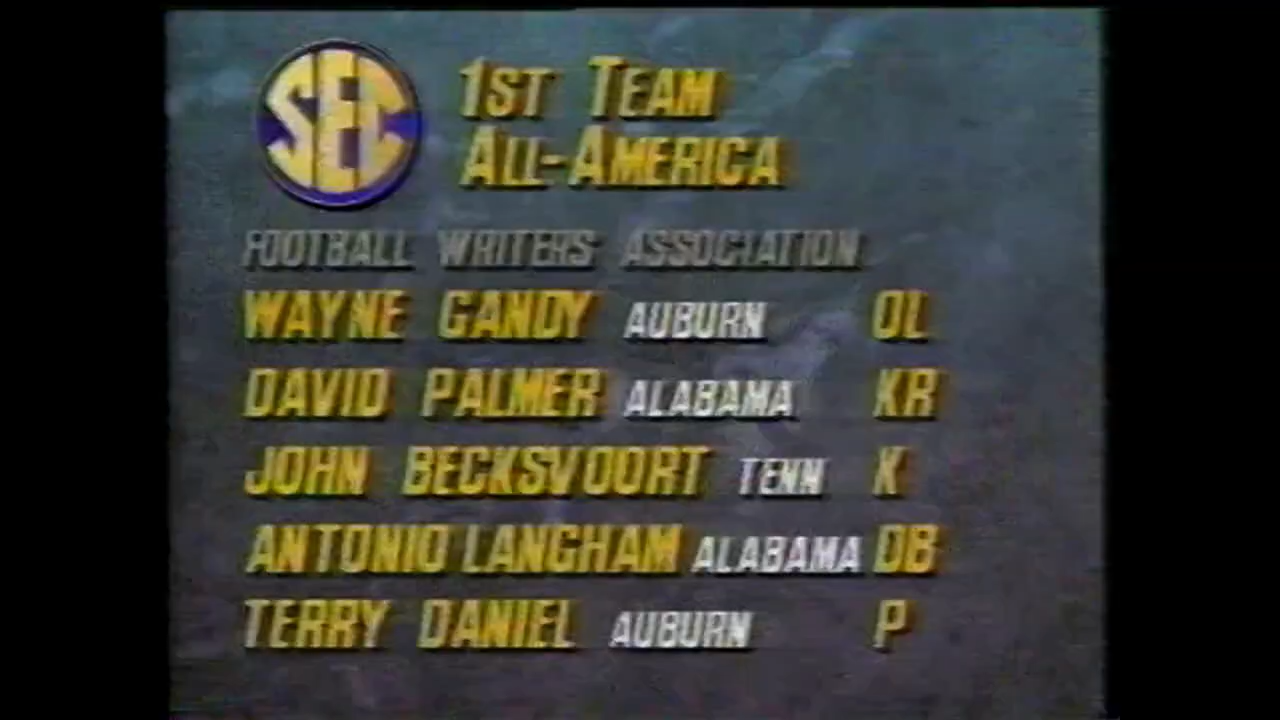 SEC
1ST TEAM
ALL-AMERICA
FOOTBALL WRITERS' ASSOCIATION
WAYNE GANDY AUBURN OL
DAVID PALMER ALABAMA KR
JOHN BECKSVOORT TENN K
ANTONIO LANGHAM ALABAMA DB
TERRY DANIEL AUBURN P